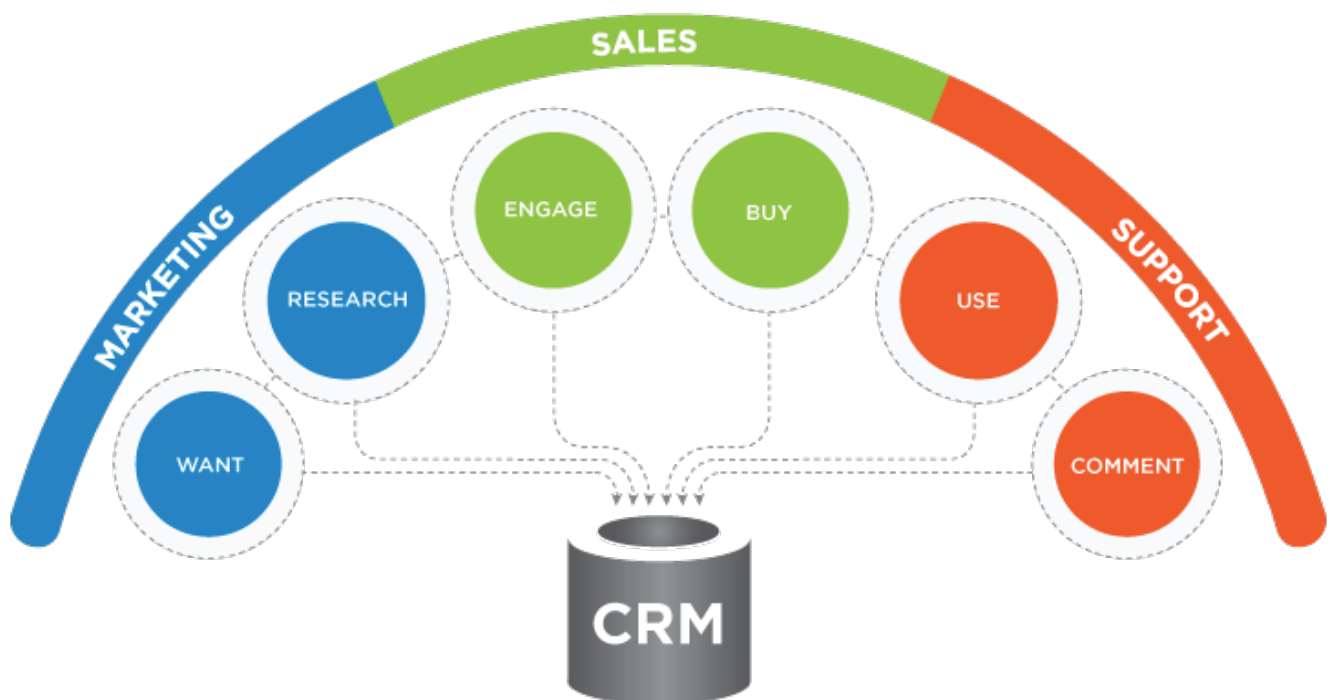 SALES
MARKETING
SUPPORT
ENGAGE
BUY
RESEARCH
USE
WANT
COMMENT
CRM